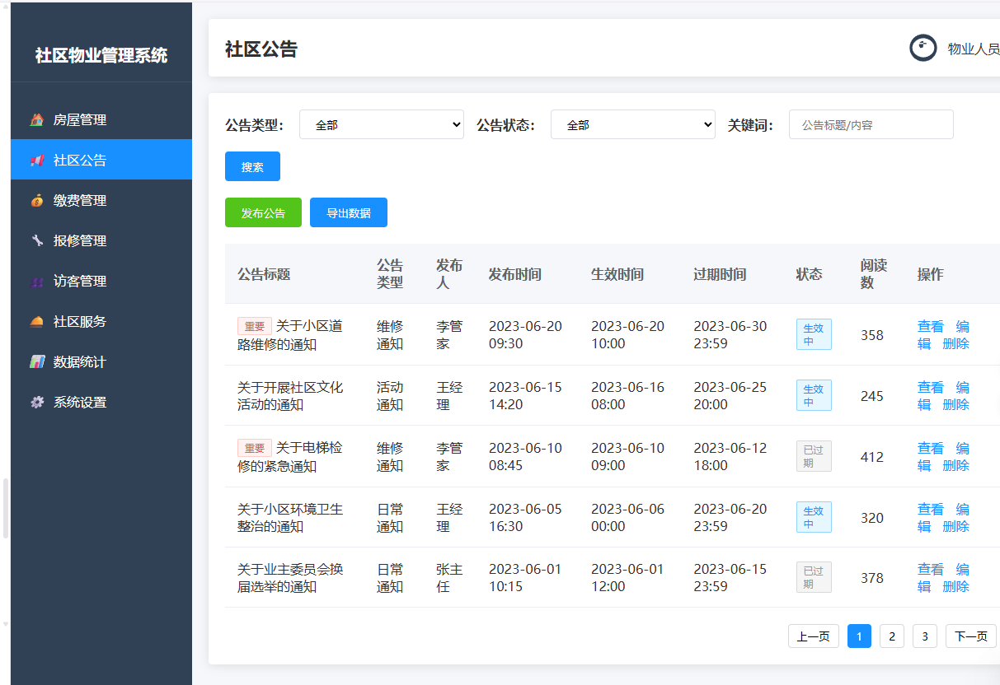 社区物业管理系统
房屋管理
社区公告
缴费管理
报修管理
访客管理
社区服务
数据统计
系统设置
社区公告
物业人员
公告类型： 全部 公告状态： 全部 关键词： 公告标题/内容
搜索
发布公告 导出数据
公告标题 公告类型 发布人 发布时间 生效时间 过期时间 状态 阅读数 操作
重要 关于小区道 维修 李管 2023-06-20 2023-06-20 2023-06-30 生效 358 查看 编
路维修的通知 通知 家 09:30 10:00 23:59 中 辑 删除
关于开展社区文化 活动 王经 2023-06-15 2023-06-16 2023-06-25 生效 245 查看 编
活动的通知 通知 理 14:20 08:00 20:00 中 辑 删除
重要 关于电梯检 维修 李管 2023-06-10 2023-06-10 2023-06-12 已过 412 查看 编
修的紧急通知 通知 家 08:45 09:00 18:00 期 辑 删除
关于小区环境卫生 日常 王经 2023-06-05 2023-06-06 2023-06-20 生效 320 查看 编
整治的通知 通知 理 16:30 00:00 23:59 中 辑 删除
关于业主委员会换 日常 张主 2023-06-01 2023-06-01 2023-06-15 已过 378 查看 编
届选举的通知 通知 任 10:15 12:00 23:59 期 辑 删除
上一页 1 2 3 下一页